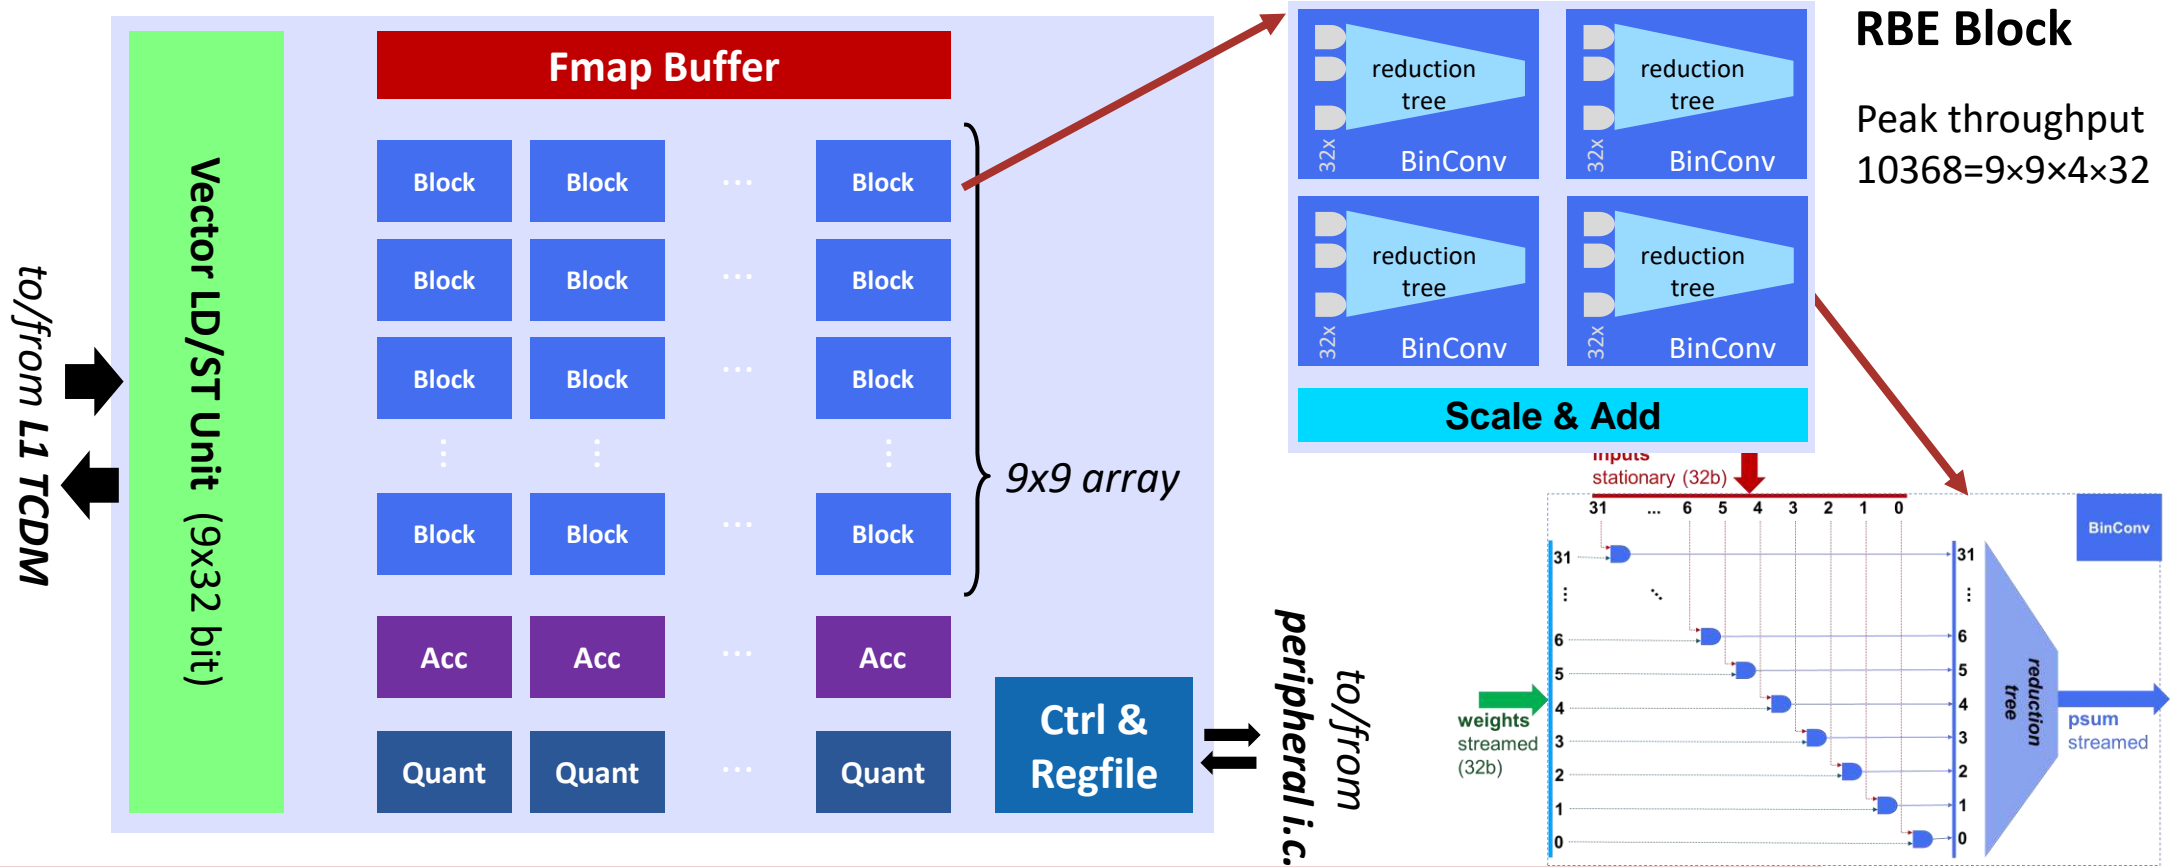 to/from L1 TCDM
Vector LD/ST Unit (9x32 bit)
Fmap Buffer
Block Block ... Block
Block Block ... Block
Block Block ... Block
... ... ...
Block Block ... Block
9x9 array
Acc Acc ... Acc
Quant Quant ... Quant
Ctrl &
Regfile
to/from
peripheral i.c.
32x
reduction
tree
BinConv
32x
reduction
tree
BinConv
32x
reduction
tree
BinConv
32x
reduction
tree
BinConv
Scale & Add
RBE Block
Peak throughput
10368=9×9×4×32
inputs
stationary (32b)
31 ... 6 5 4 3 2 1 0
BinConv
31
...
6
5
4
3
2
1
0
weights
streamed
(32b)
31
...
6
5
4
3
2
1
0
reduction
tree
psum
streamed